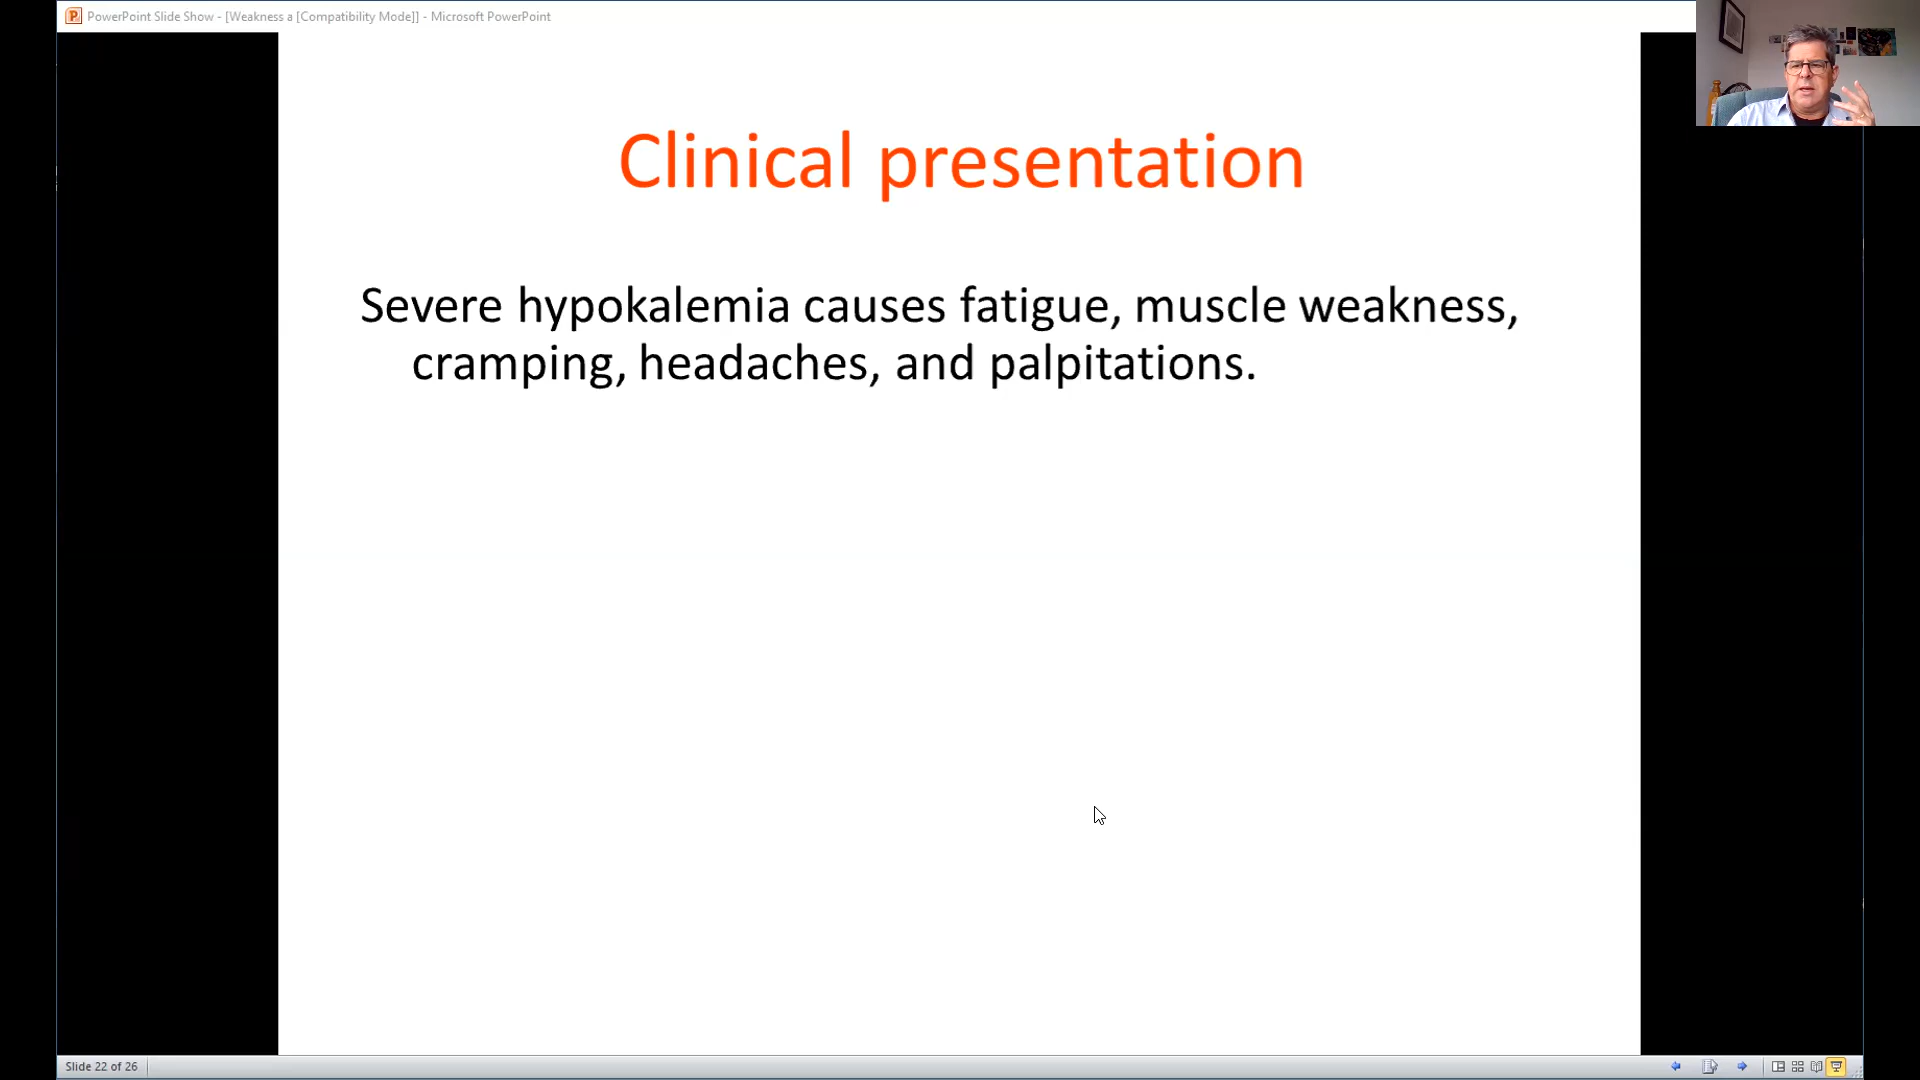 PowerPoint Slide Show - [Weakness a [Compatibility Mode]] - Microsoft PowerPoint
Clinical presentation
Severe hypokalemia causes fatigue, muscle weakness,
cramping, headaches, and palpitations.
Slide 22 of 26